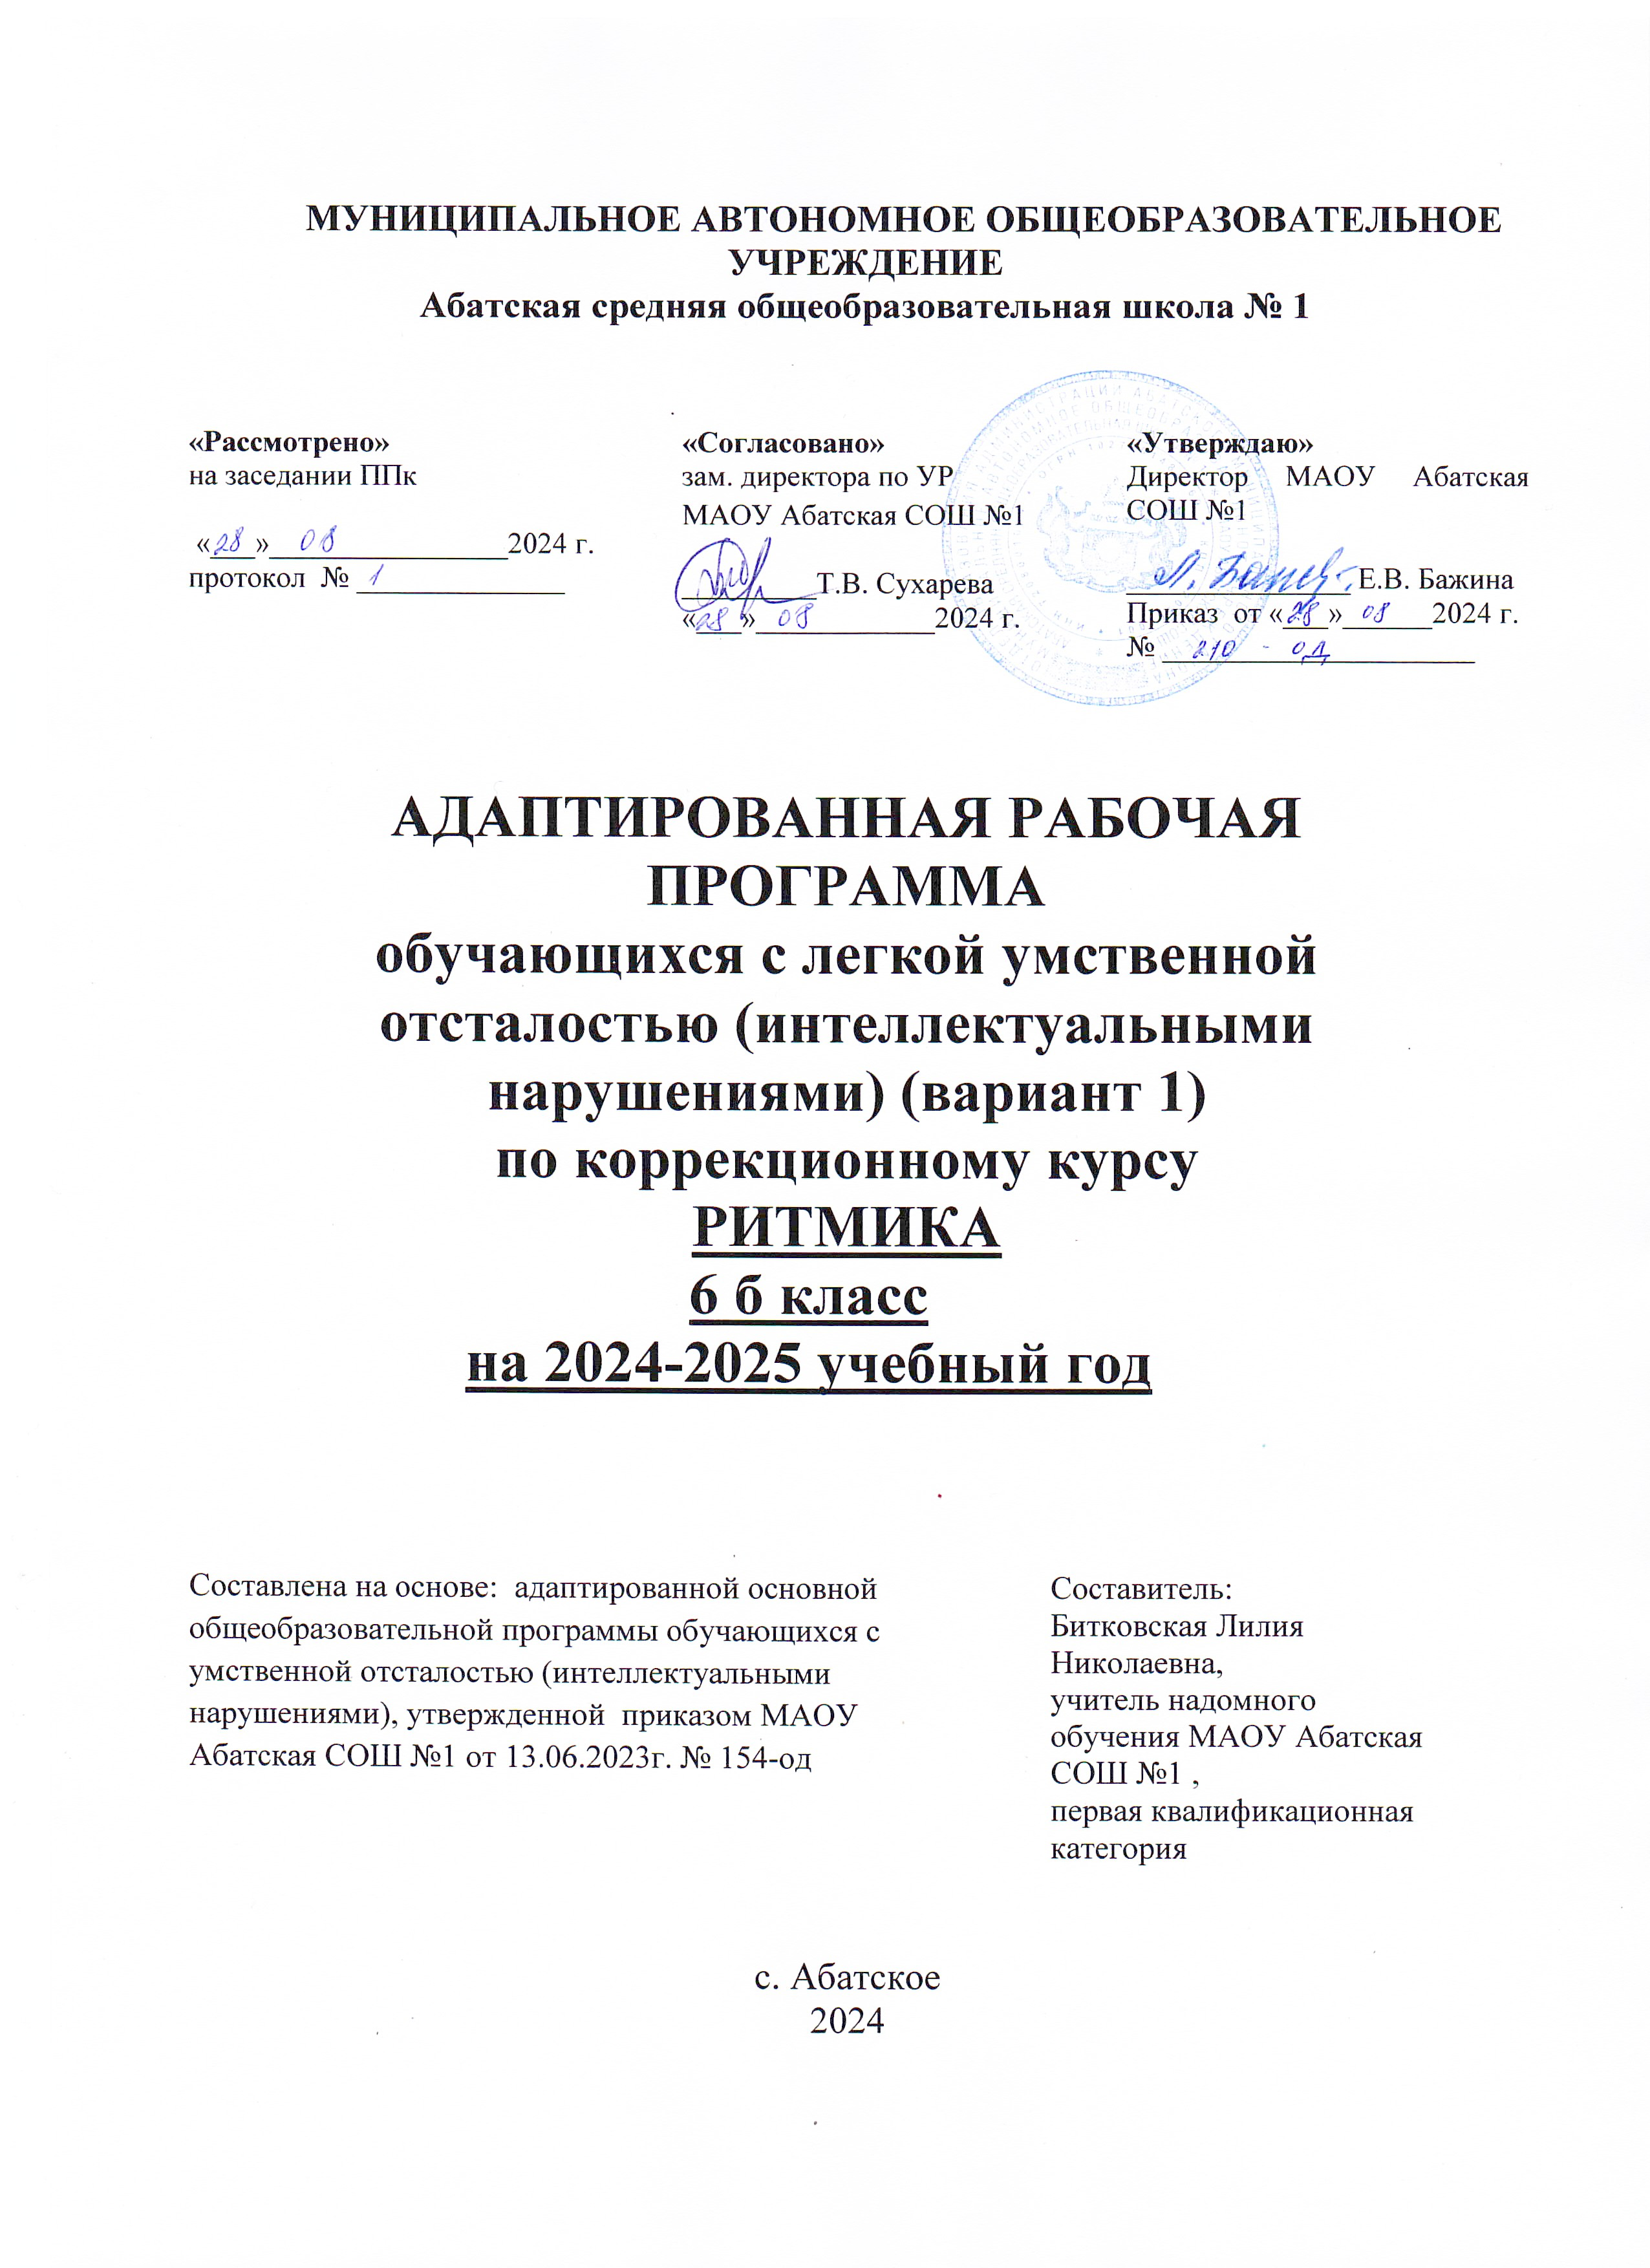 МУНИЦИПАЛЬНОЕ АВТОНОМНОЕ ОБЩЕОБРАЗОВАТЕЛЬНОЕ
УЧРЕЖДЕНИЕ
Абатская средняя общеобразовательная школа № 1
«Рассмотрено»
на заседании ППк
«28» 08 2024 г.
протокол № 1
«Согласовано»
зам. директора по УР
МАОУ Абатская СОШ №1
Т.В. Сухарева
«28» 08 2024 г.
«Утверждаю»
Директор МАОУ Абатская
СОШ №1
Е.В. Бажина
Приказ от «28» 08 2024 г.
№ 210 - од
АДАПТИРОВАННАЯ РАБОЧАЯ
ПРОГРАММА
обучающихся с легкой умственной
отсталостью (интеллектуальными
нарушениями) (вариант 1)
по коррекционному курсу
РИТМИКА
6 б класс
на 2024-2025 учебный год
Составлена на основе: адаптированной основной
общеобразовательной программы обучающихся с
умственной отсталостью (интеллектуальными
нарушениями), утвержденной приказом МАОУ
Абатская СОШ №1 от 13.06.2023г. № 154-од
Составитель:
Битковская Лилия
Николаевна,
учитель надомного
обучения МАОУ Абатская
СОШ №1 ,
первая квалификационная
категория
с. Абатское
2024